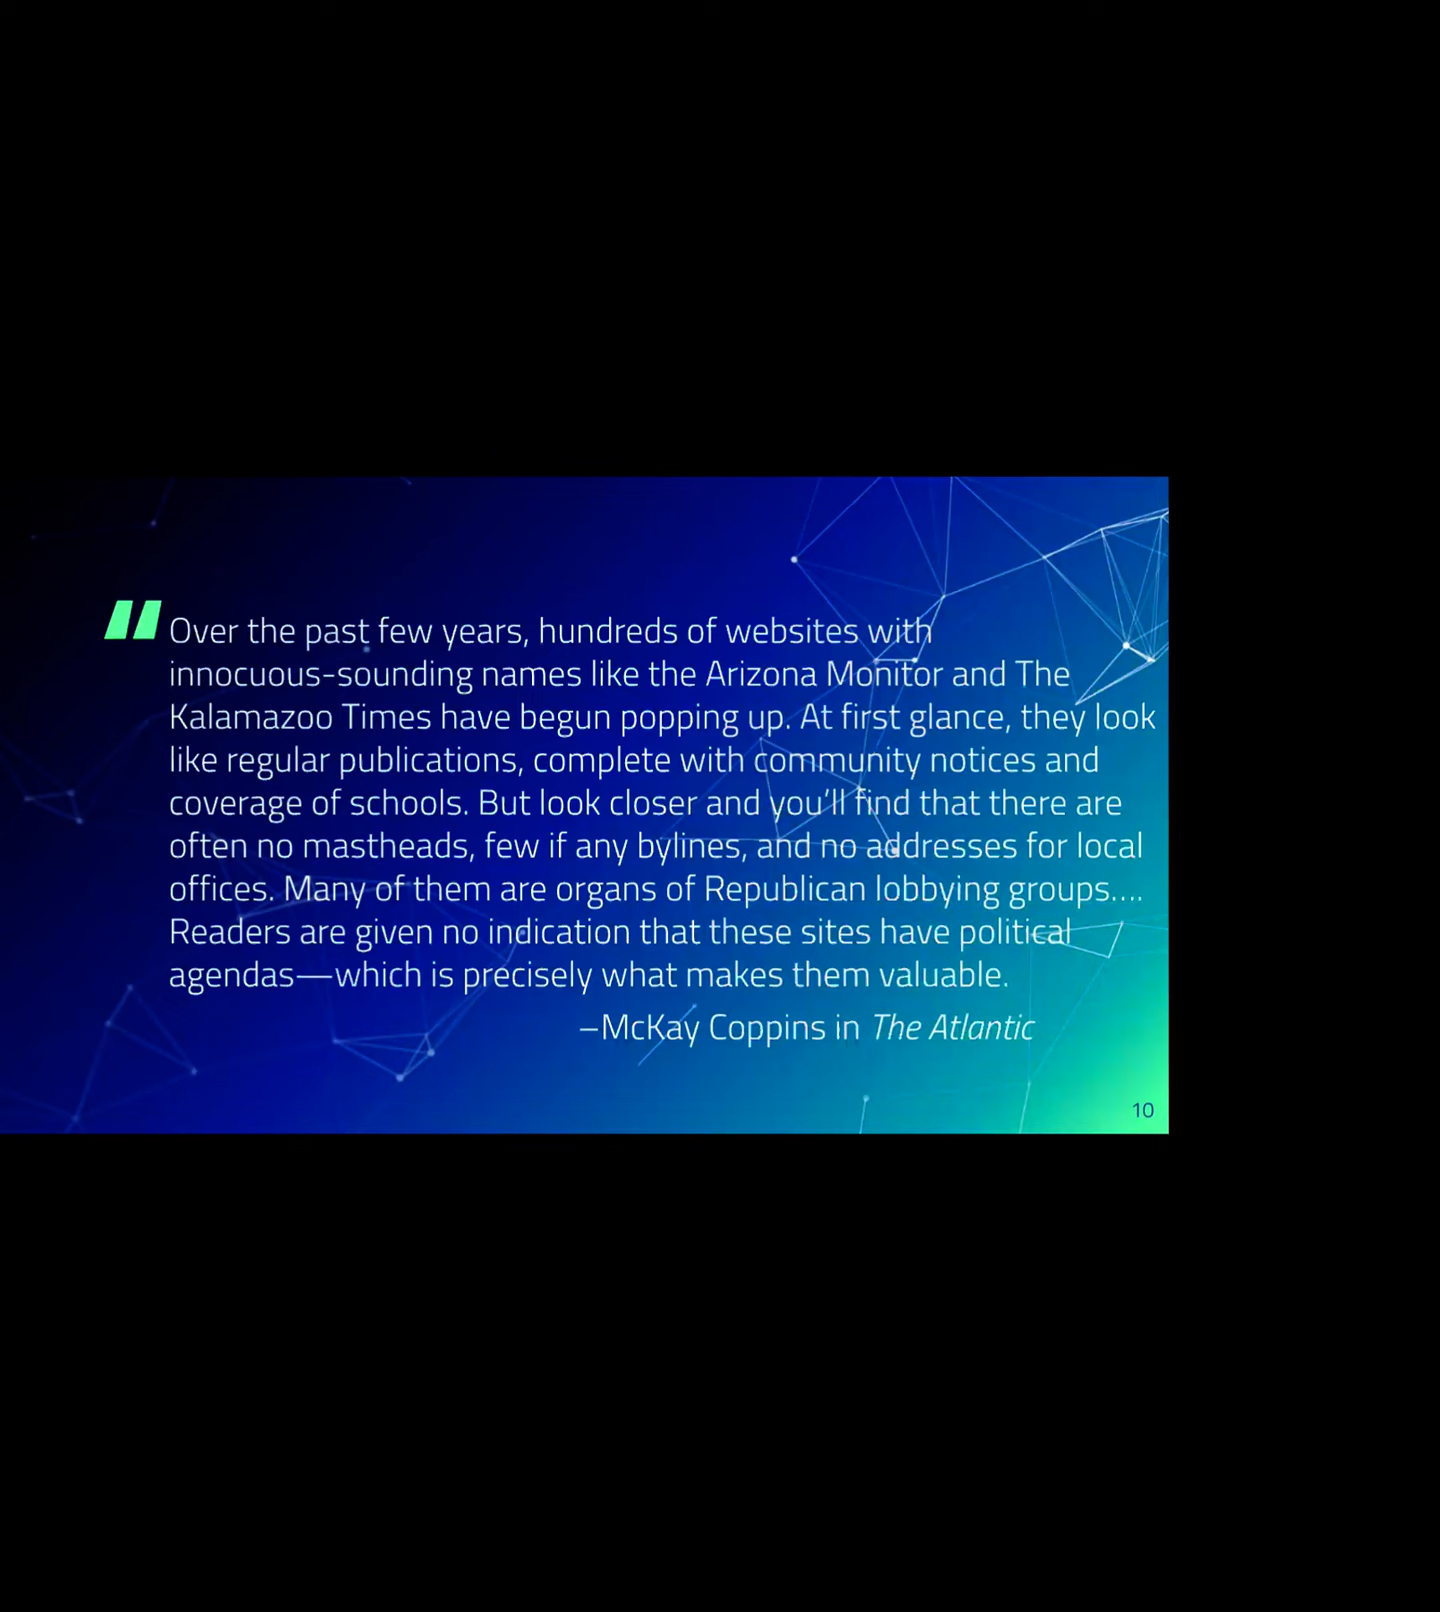 “Over the past few years, hundreds of websites with
innocuous-sounding names like the Arizona Monitor and The
Kalamazoo Times have begun popping up. At first glance, they look
like regular publications, complete with community notices and
coverage of schools. But look closer and you’ll find that there are
often no mastheads, few if any bylines, and no addresses for local
offices. Many of them are organs of Republican lobbying groups….
Readers are given no indication that these sites have political
agendas—which is precisely what makes them valuable.
–McKay Coppins in The Atlantic
10